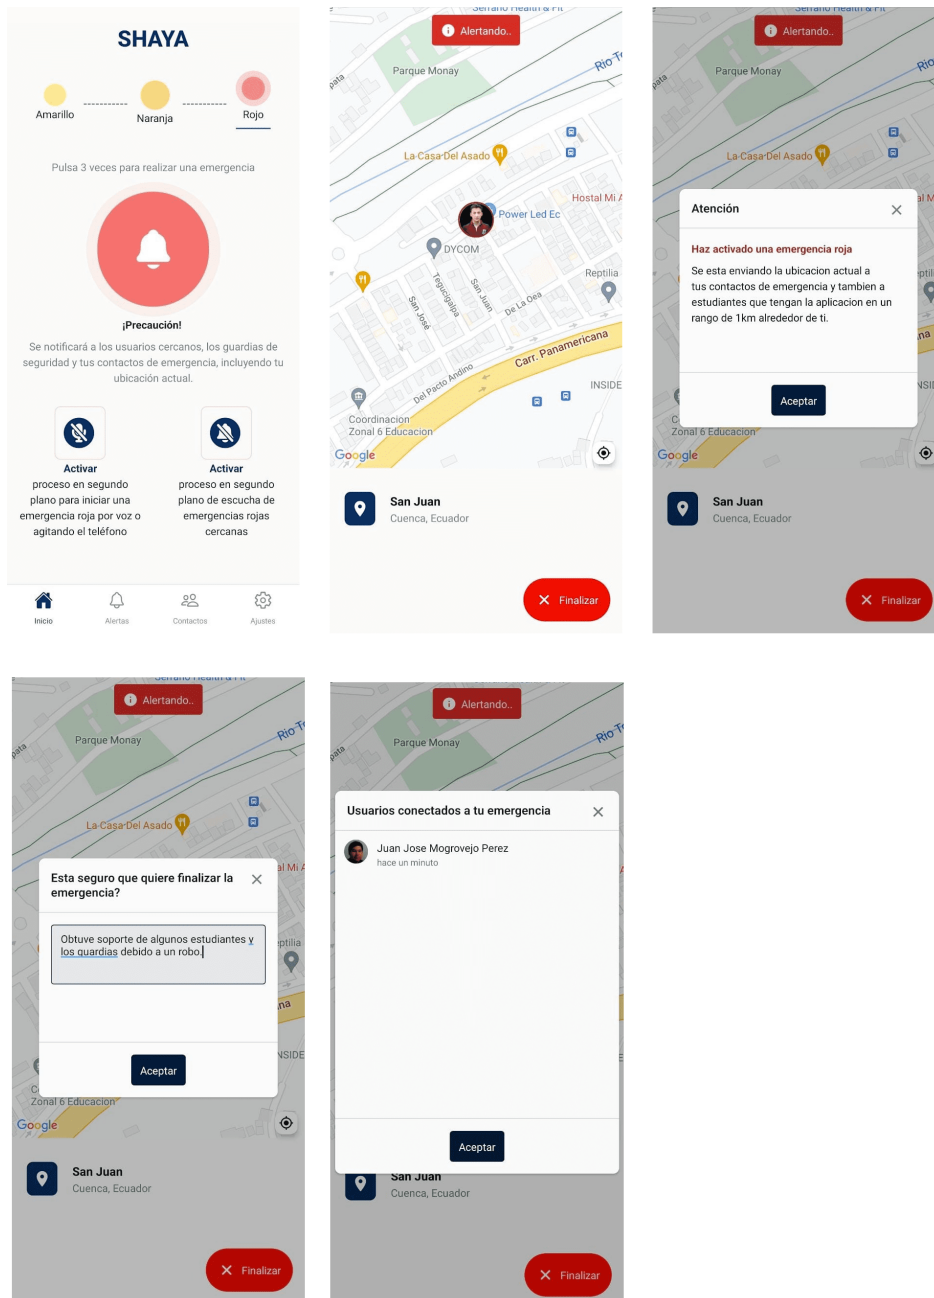 SHAYA
Amarillo
Naranja
Rojo
Pulsa 3 veces para realizar una emergencia
¡Precaución!
Se notificará a los usuarios cercanos, los guardias de
seguridad y tus contactos de emergencia, incluyendo tu
ubicación actual.
Activar
proceso en segundo
plano para iniciar una
emergencia roja por voz o
agitando el teléfono
Activar
proceso en segundo
plano de escucha de
emergencias rojas
cercanas
Inicio
Alertas
Contactos
Ajustes
Alertando..
Parque Monay
La Casa Del Asado
Hostal Mi A
Power Led Ec
DYCOM
Reptilia
Tegucigalpa
San Juan
San José
De La Oea
Carr. Panamericana
Del Pacto Andino
INSIDE
Coordinacion
Zonal 6 Educacion
Google
San Juan
Cuenca, Ecuador
Finalizar
Alertando..
Parque Monay
La Casa Del Asado
Atención
Haz activado una emergencia roja
Se esta enviando la ubicacion actual a
tus contactos de emergencia y tambien a
estudiantes que tengan la aplicacion en un
rango de 1km alrededor de ti.
Aceptar
Zonal 6 Educacion
Google
San Juan
Cuenca, Ecuador
Finalizar
Alertando..
Parque Monay
La Casa Del Asado
Esta seguro que quiere finalizar la
emergencia?
Obtuve soporte de algunos estudiantes y
los guardias debido a un robo.
Aceptar
Zonal 6 Educacion
Google
San Juan
Cuenca, Ecuador
Finalizar
Alertando..
Parque Monay
Usuarios conectados a tu emergencia
Juan Jose Mogrovejo Perez
hace un minuto
Aceptar
San Juan
Cuenca, Ecuador
Finalizar